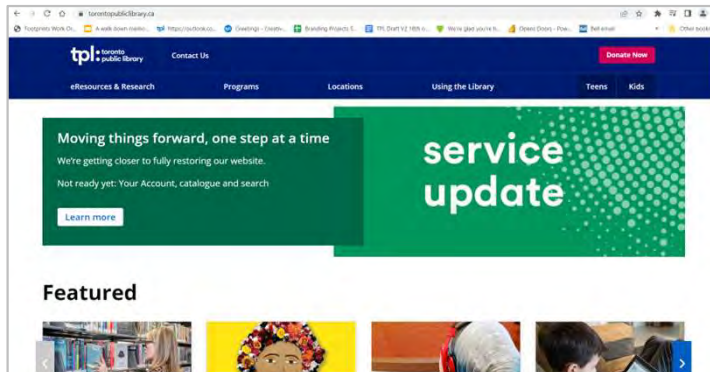 torontopubliclibrary.ca
tpl: toronto public library
Contact Us
Donate Now
eResources & Research
Programs
Locations
Using the Library
Teens
Kids
Moving things forward, one step at a time
We're getting closer to fully restoring our website.
Not ready yet: Your Account, catalogue and search
Learn more
service
update
Featured